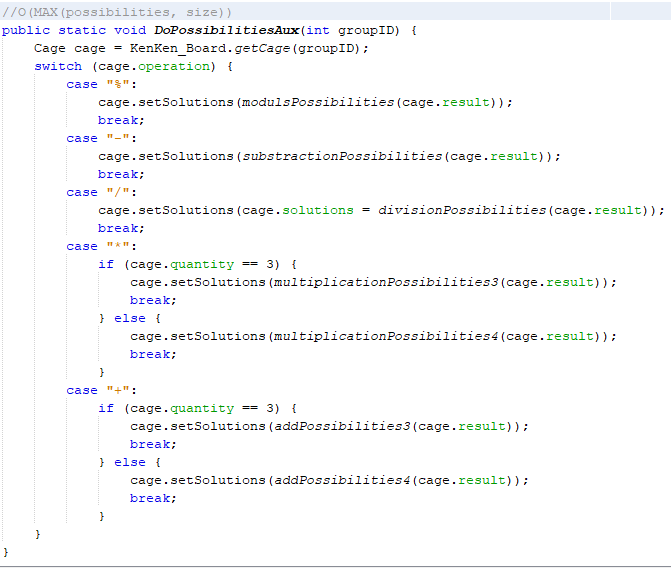 //O(MAX(possibilities, size))
public static void DoPossibilitiesAux(int groupID) {
    Cage cage = KenKen_Board.getCage(groupID);
    switch (cage.operation) {
        case "%":
            cage.setSolutions(modulsPossibilities(cage.result));
            break;
        case "-":
            cage.setSolutions(substractionPossibilities(cage.result));
            break;
        case "/":
            cage.setSolutions(cage.solutions = divisionPossibilities(cage.result));
            break;
        case "*":
            if (cage.quantity == 3) {
                cage.setSolutions(multiplicationPossibilities3(cage.result));
                break;
            } else {
                cage.setSolutions(multiplicationPossibilities4(cage.result));
                break;
            }
        case "+":
            if (cage.quantity == 3) {
                cage.setSolutions(addPossibilities3(cage.result));
                break;
            } else {
                cage.setSolutions(addPossibilities4(cage.result));
                break;
            }
    }
}